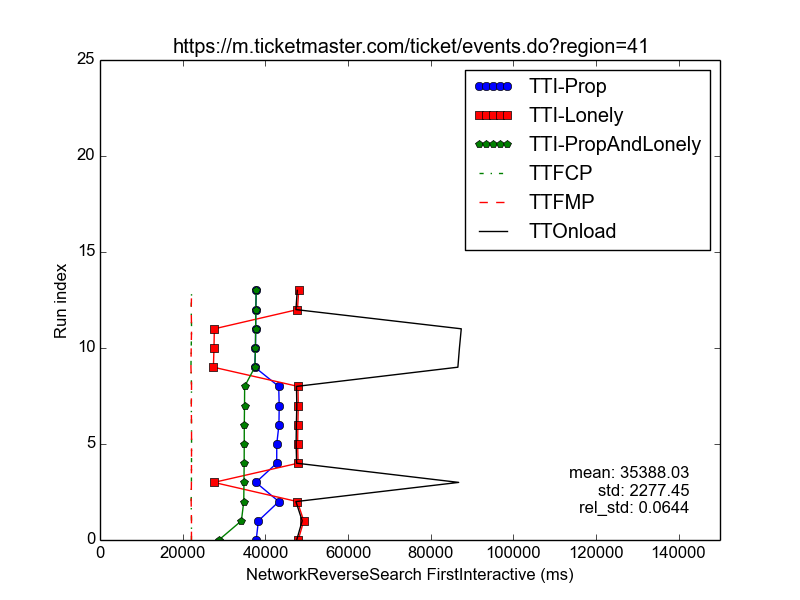 https://m.ticketmaster.com/ticket/events.do?region=41
25
20
15
10
5
0
Run index
TTI-Prop
TTI-Lonely
TTI-PropAndLonely
TTFCP
TTFMP
TTOnload
mean: 35388.03
std: 2277.45
rel_std: 0.0644
0 20000 40000 60000 80000 100000 120000 140000
NetworkReverseSearch FirstInteractive (ms)